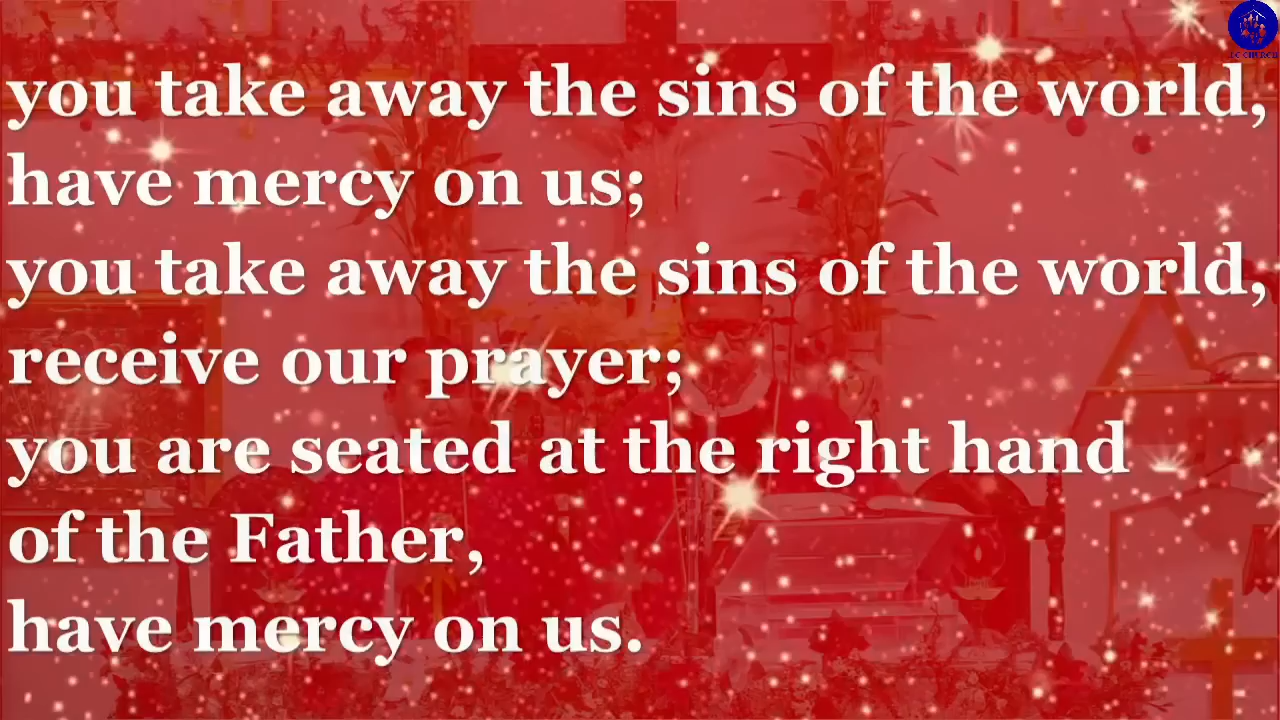 you take away the sins of the world,
have mercy on us;
you take away the sins of the world,
receive our prayer;
you are seated at the right hand
of the Father,
have mercy on us.